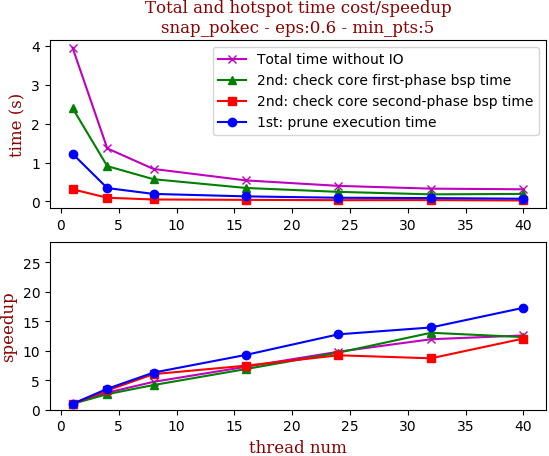 Total and hotspot time cost/speedup
snap_pokec - eps:0.6 - min_pts:5
time (s)
4
3
2
1
0
Total time without IO
2nd: check core first-phase bsp time
2nd: check core second-phase bsp time
1st: prune execution time
0 5 10 15 20 25 30 35 40
speedup
25
20
15
10
5
0
0 5 10 15 20 25 30 35 40
thread num